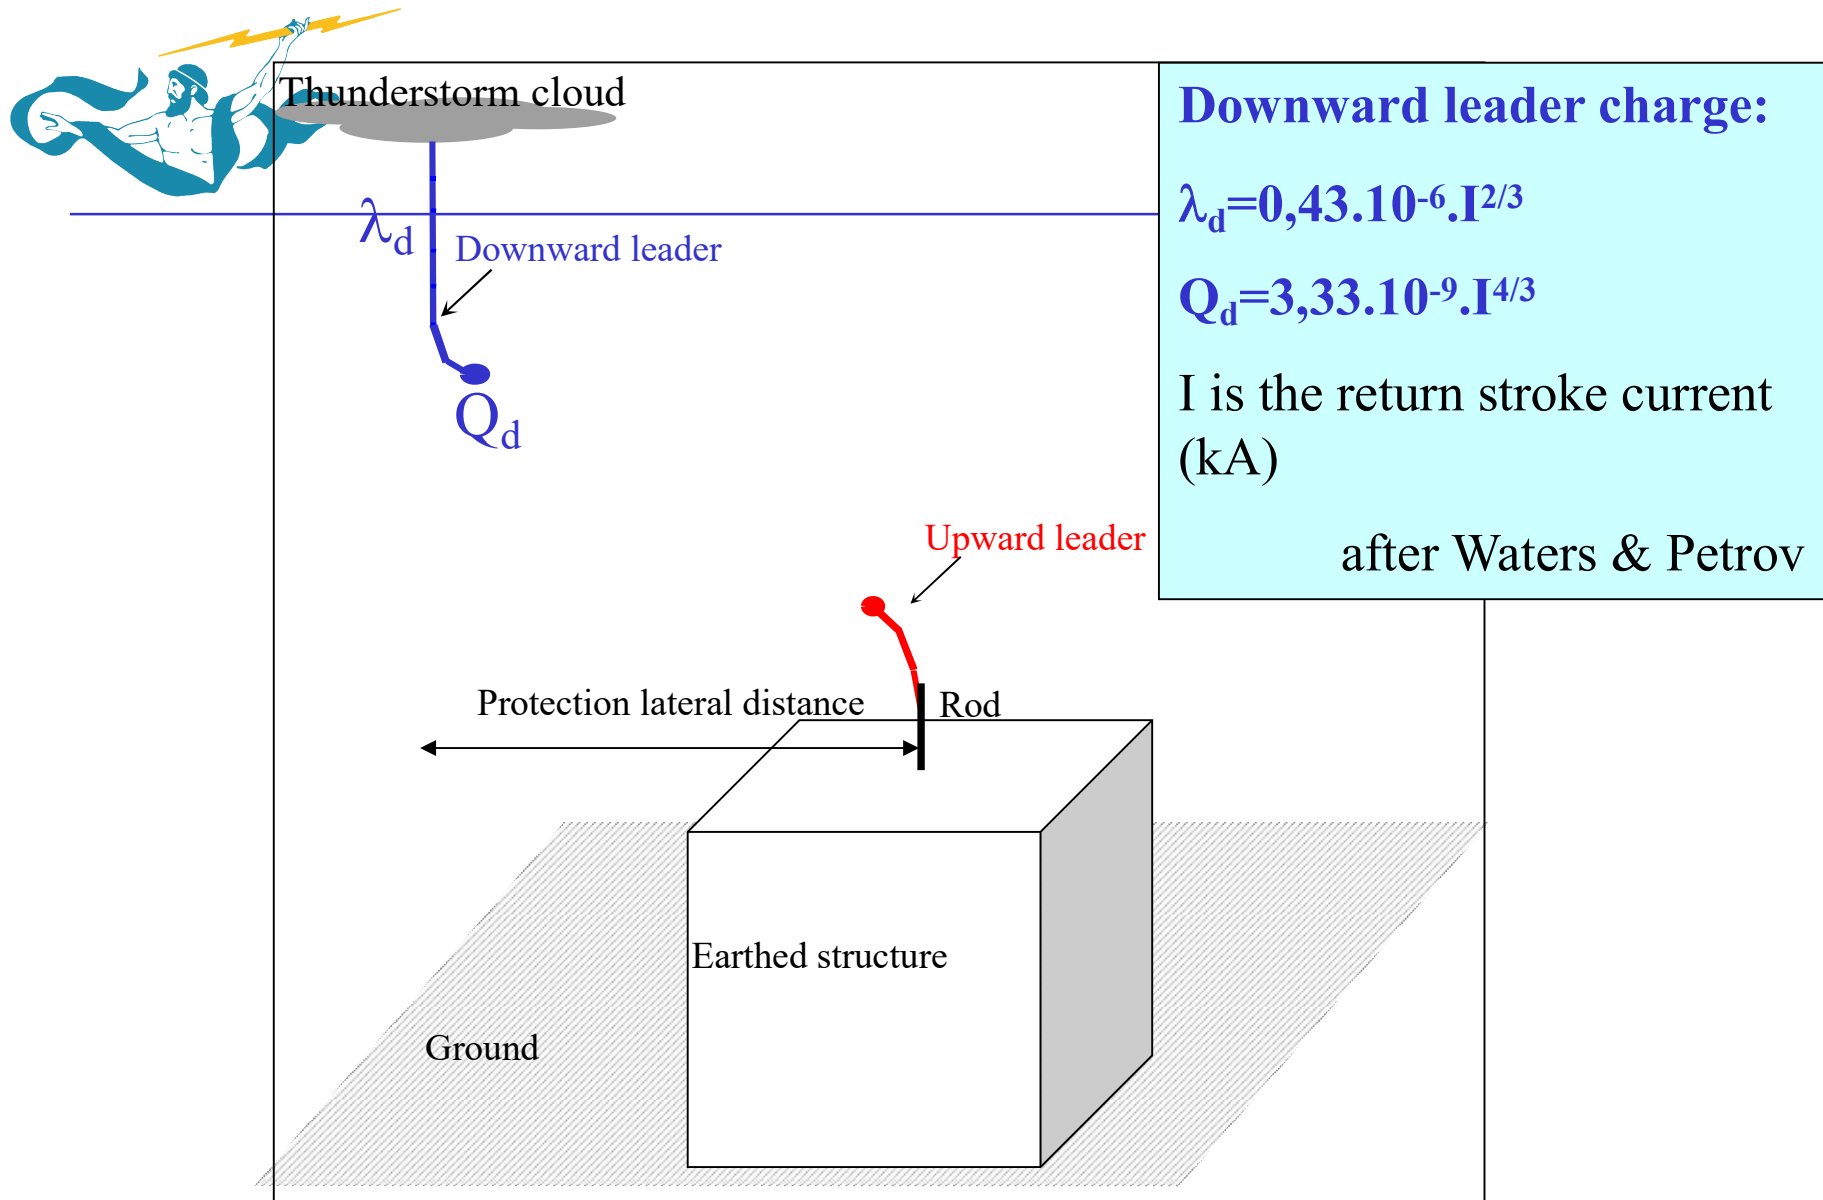 Thunderstorm cloud
Downward leader charge:
λd=0,43.10-6.I2/3
λd
Downward leader
Qd=3,33.10-9.I4/3
I is the return stroke current
(kA)
Qd
after Waters & Petrov
Upward leader
Protection lateral distance
Rod
Earthed structure
Ground